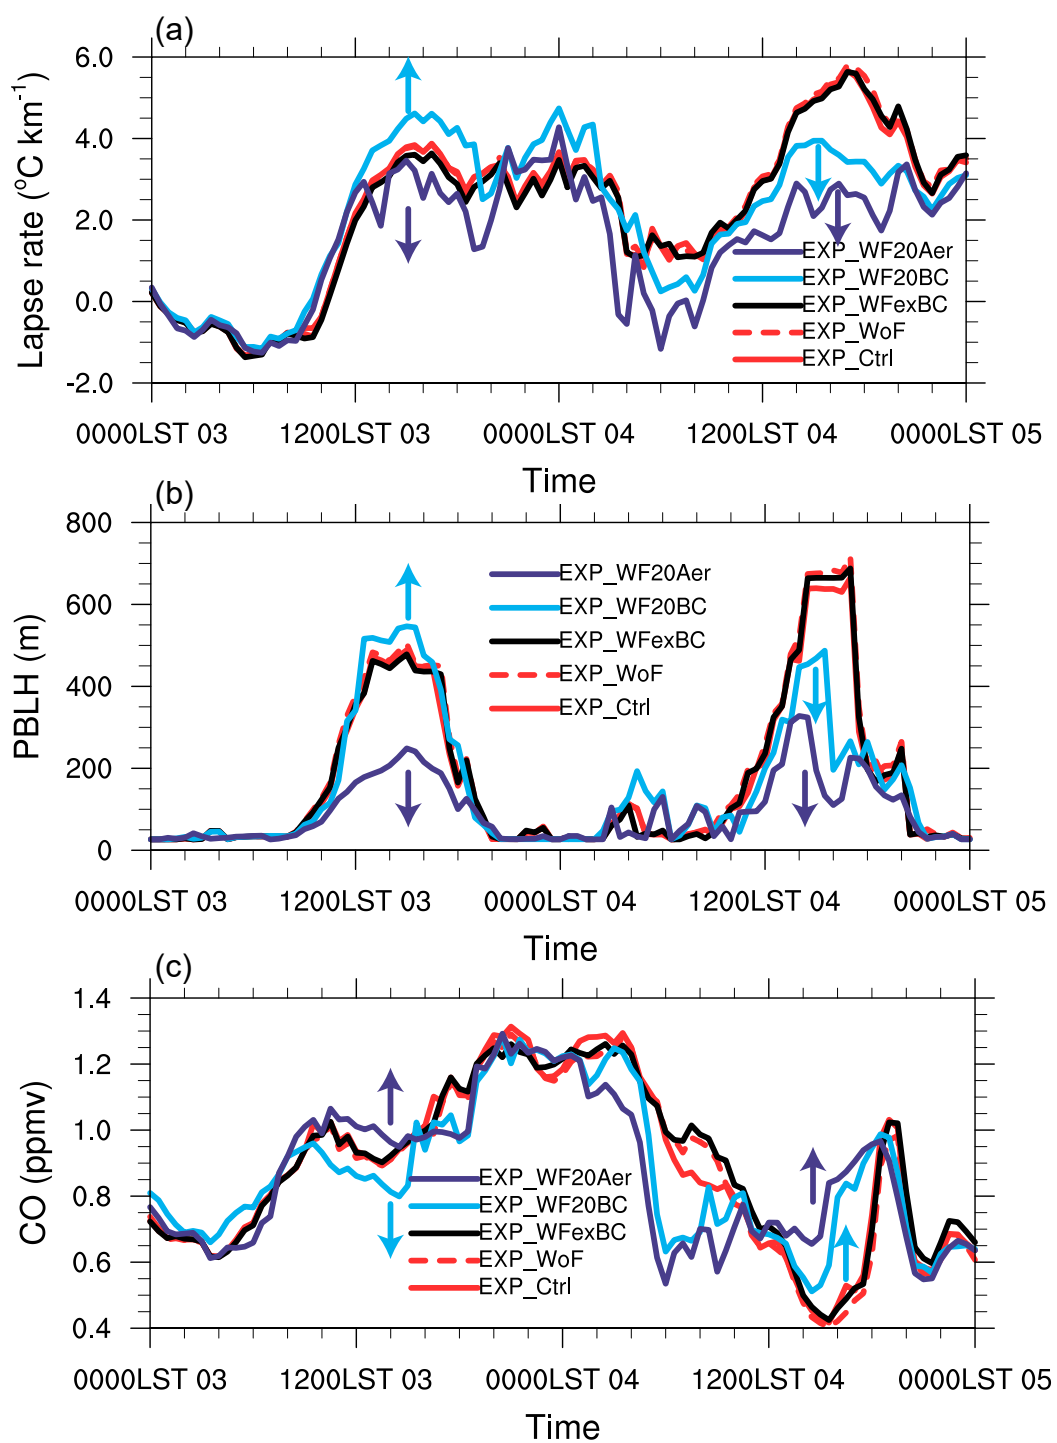 (a)
Lapse rate (°C km⁻¹)
6.0
4.0
2.0
0.0
-2.0
EXP_WF20Aer
EXP_WF20BC
EXP_WFexBC
EXP_WoF
EXP_Ctrl
0000LST 03
1200LST 03
0000LST 04
1200LST 04
0000LST 05
Time
(b)
PBLH (m)
800
600
400
200
0
EXP_WF20Aer
EXP_WF20BC
EXP_WFexBC
EXP_WoF
EXP_Ctrl
0000LST 03
1200LST 03
0000LST 04
1200LST 04
0000LST 05
Time
(c)
CO (ppmv)
1.4
1.2
1.0
0.8
0.6
0.4
EXP_WF20Aer
EXP_WF20BC
EXP_WFexBC
EXP_WoF
EXP_Ctrl
0000LST 03
1200LST 03
0000LST 04
1200LST 04
0000LST 05
Time